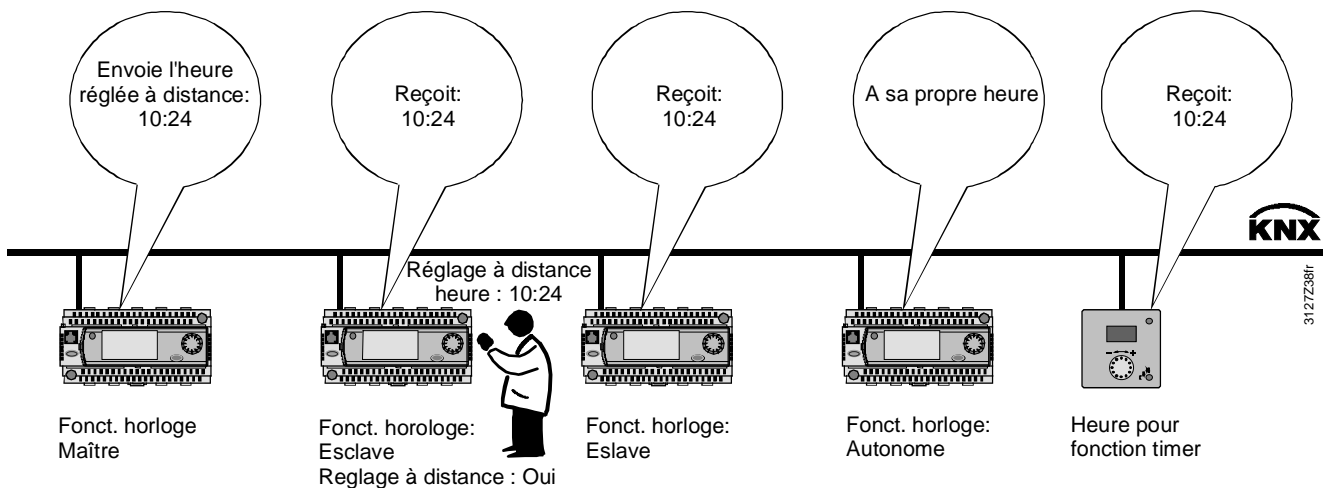 Envoie l'heure
réglée à distance:
10:24
Reçoit:
10:24
Reçoit:
10:24
A sa propre heure
Reçoit:
10:24
KNX
31127Z38fr
Réglage à distance
heure : 10:24
Fonct. horloge
Maître
Fonct. horologe:
Esclave
Reglage à distance : Oui
Fonct. horloge:
Eslave
Fonct. horloge:
Autonome
Heure pour
fonction timer